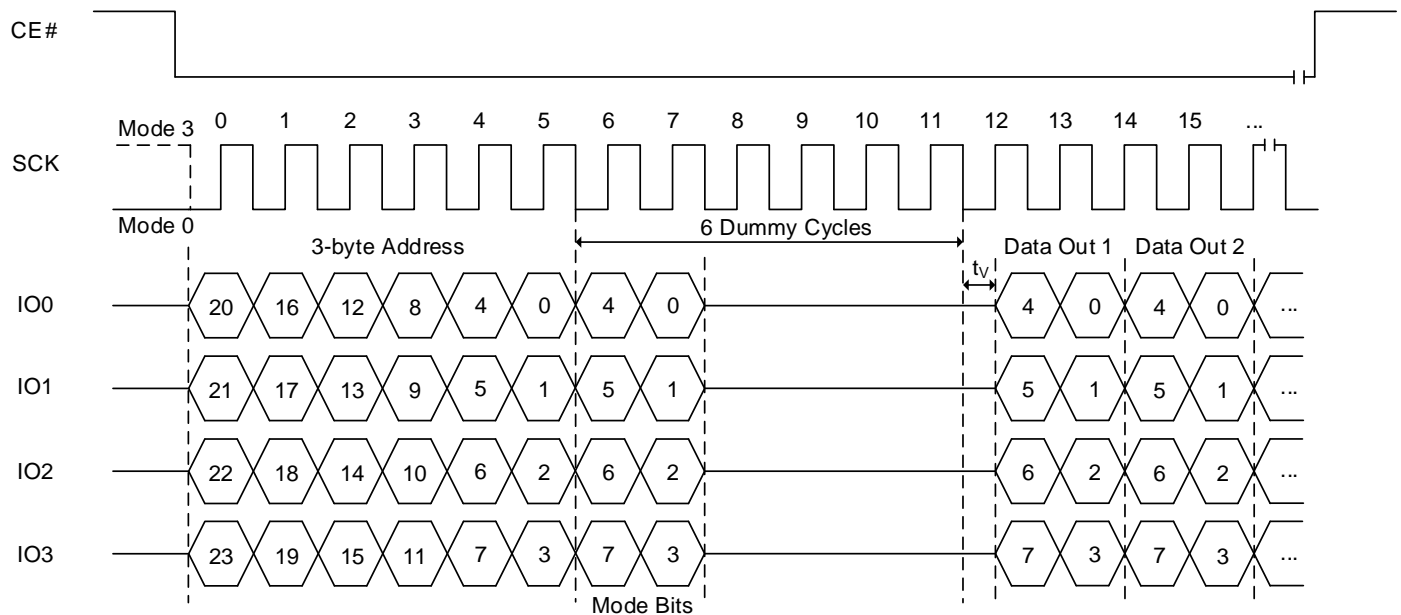 CE#
0 1 2 3 4 5 6 7 8 9 10 11 12 13 14 15 ...
Mode 3
SCK
Mode 0
3-byte Address 6 Dummy Cycles Data Out 1 Data Out 2
tV
IO0 20 16 12 8 4 0 4 0 4 0 4 0 ...
IO1 21 17 13 9 5 1 5 1 5 1 5 1 ...
IO2 22 18 14 10 6 2 6 2 6 2 6 2 ...
IO3 23 19 15 11 7 3 7 3 7 3 7 3 ...
Mode Bits